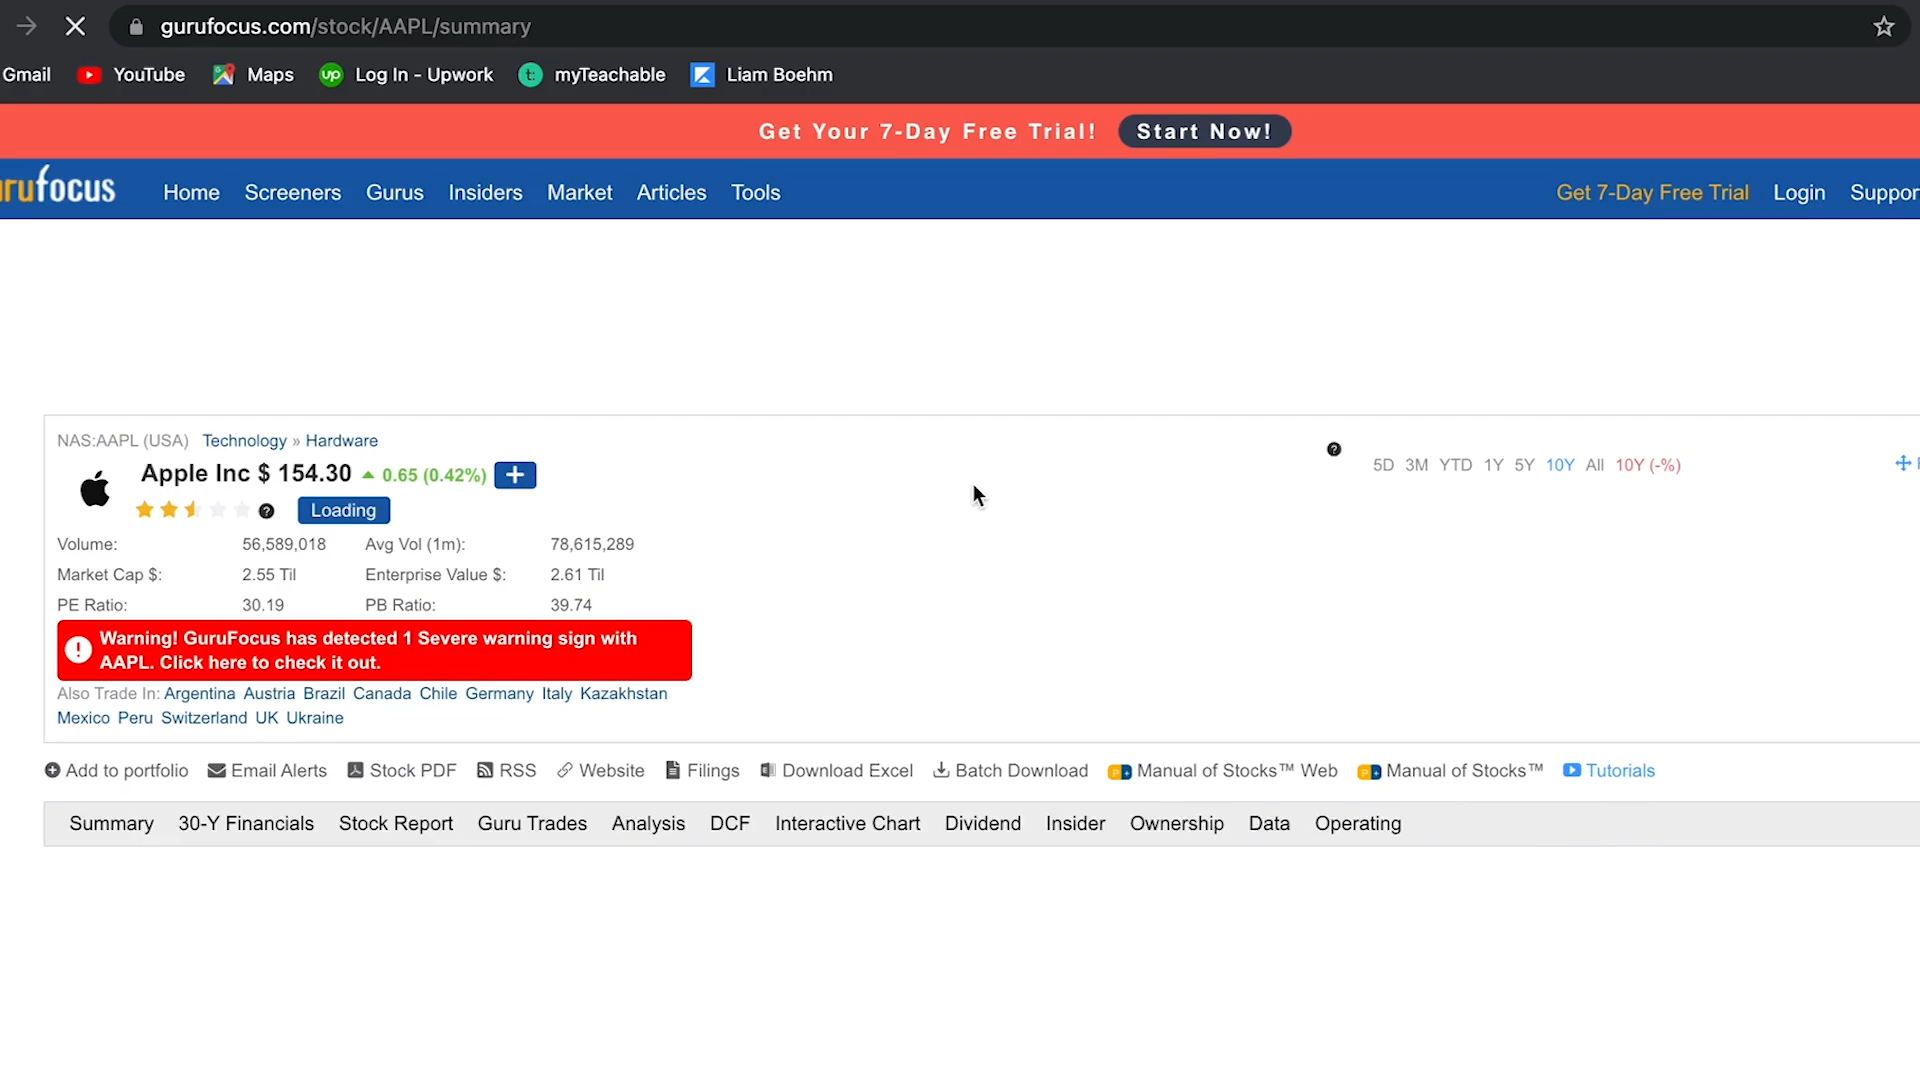 gurufocus.com/stock/AAPL/summary
Gmail YouTube Maps up Log In - Upwork t: myTeachable Liam Boehm
Get Your 7-Day Free Trial! Start Now!
rufocus Home Screeners Gurus Insiders Market Articles Tools Get 7-Day Free Trial Login Suppor
NAS:AAPL (USA) Technology » Hardware
5D 3M YTD 1Y 5Y 10Y All 10Y (-%)
Apple Inc $ 154.30 0.65 (0.42%) +
? Loading
Volume: 56,589,018 Avg Vol (1m): 78,615,289
Market Cap $: 2.55 Til Enterprise Value $: 2.61 Til
PE Ratio: 30.19 PB Ratio: 39.74
Warning! GuruFocus has detected 1 Severe warning sign with
AAPL. Click here to check it out.
Also Trade In: Argentina Austria Brazil Canada Chile Germany Italy Kazakhstan
Mexico Peru Switzerland UK Ukraine
Add to portfolio Email Alerts Stock PDF RSS Website Filings Download Excel Batch Download Manual of Stocks™ Web Manual of Stocks™ Tutorials
Summary 30-Y Financials Stock Report Guru Trades Analysis DCF Interactive Chart Dividend Insider Ownership Data Operating